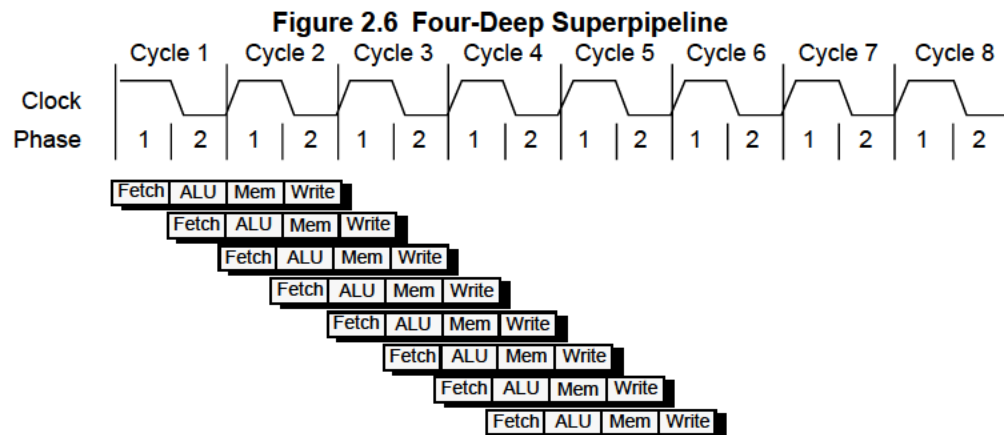 Figure 2.6 Four-Deep Superpipeline
Cycle 1 Cycle 2 Cycle 3 Cycle 4 Cycle 5 Cycle 6 Cycle 7 Cycle 8
Clock
Phase 1 2 1 2 1 2 1 2 1 2 1 2 1 2 1 2
Fetch ALU Mem Write
Fetch ALU Mem Write
Fetch ALU Mem Write
Fetch ALU Mem Write
Fetch ALU Mem Write
Fetch ALU Mem Write
Fetch ALU Mem Write
Fetch ALU Mem Write